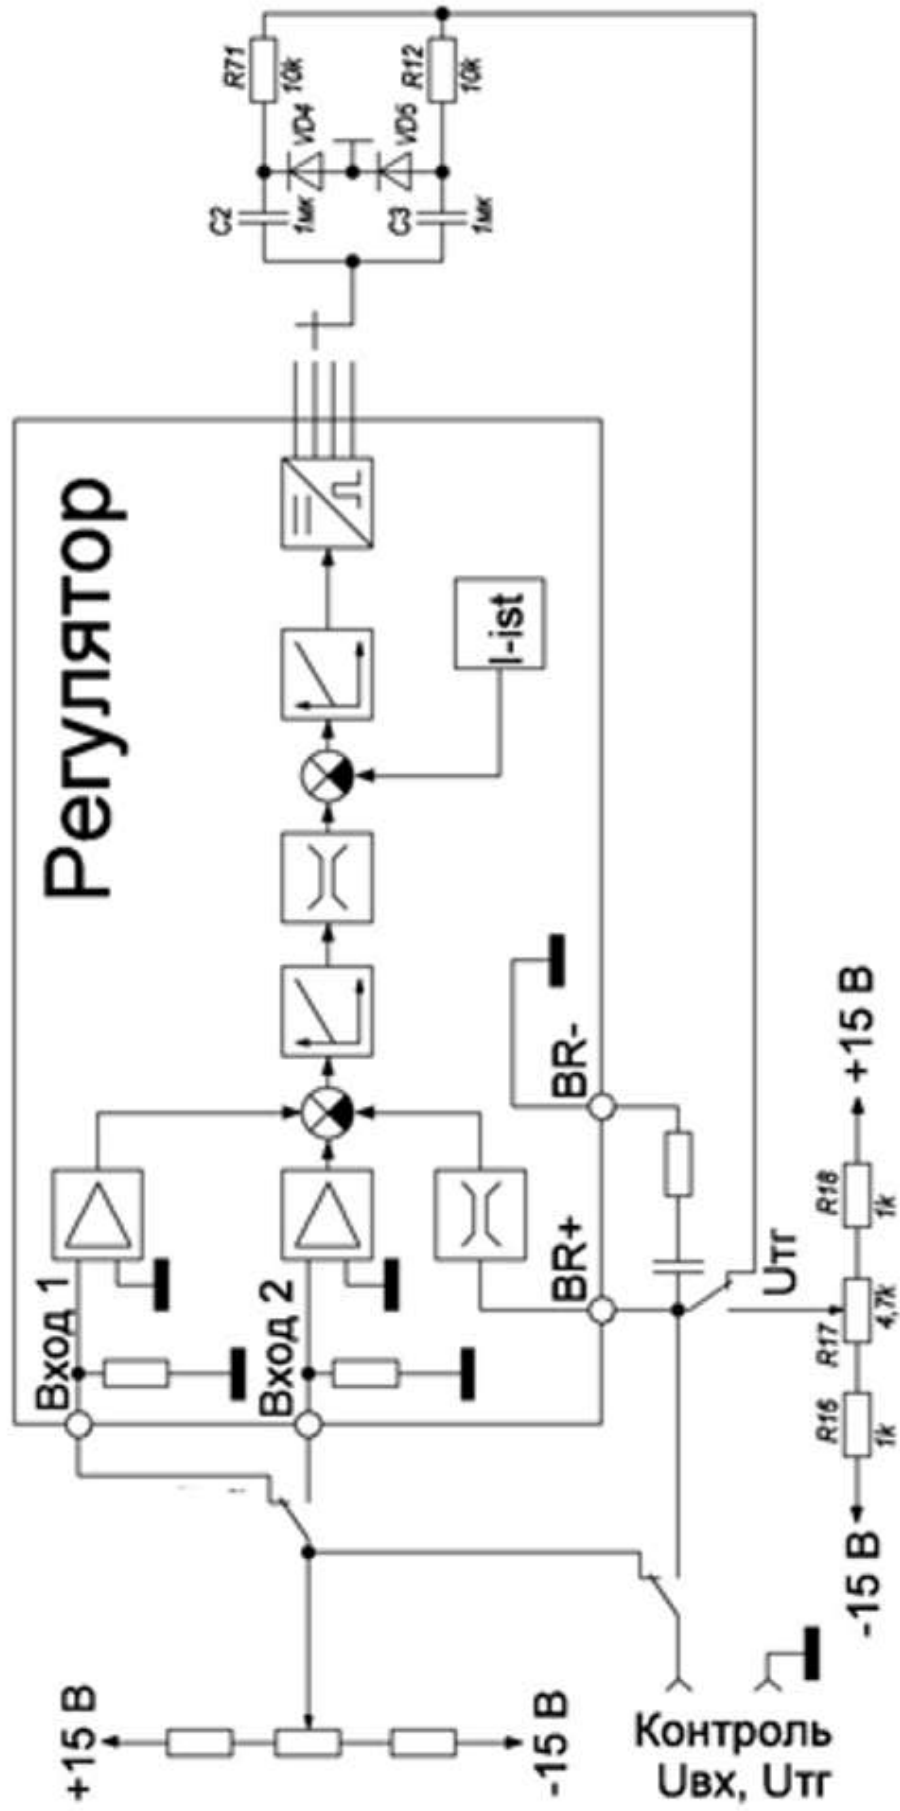 R71
10k
R12
10k
VD4
VD5
C2
1мк
C3
1мк
Регулятор
I-ist
BR-
BR+
Вход 1
Вход 2
Uтг
+15 В
R18
1k
R17
4,7k
R16
1k
-15 В
+15 В
-15 В
Контроль
Uвх, Uтг